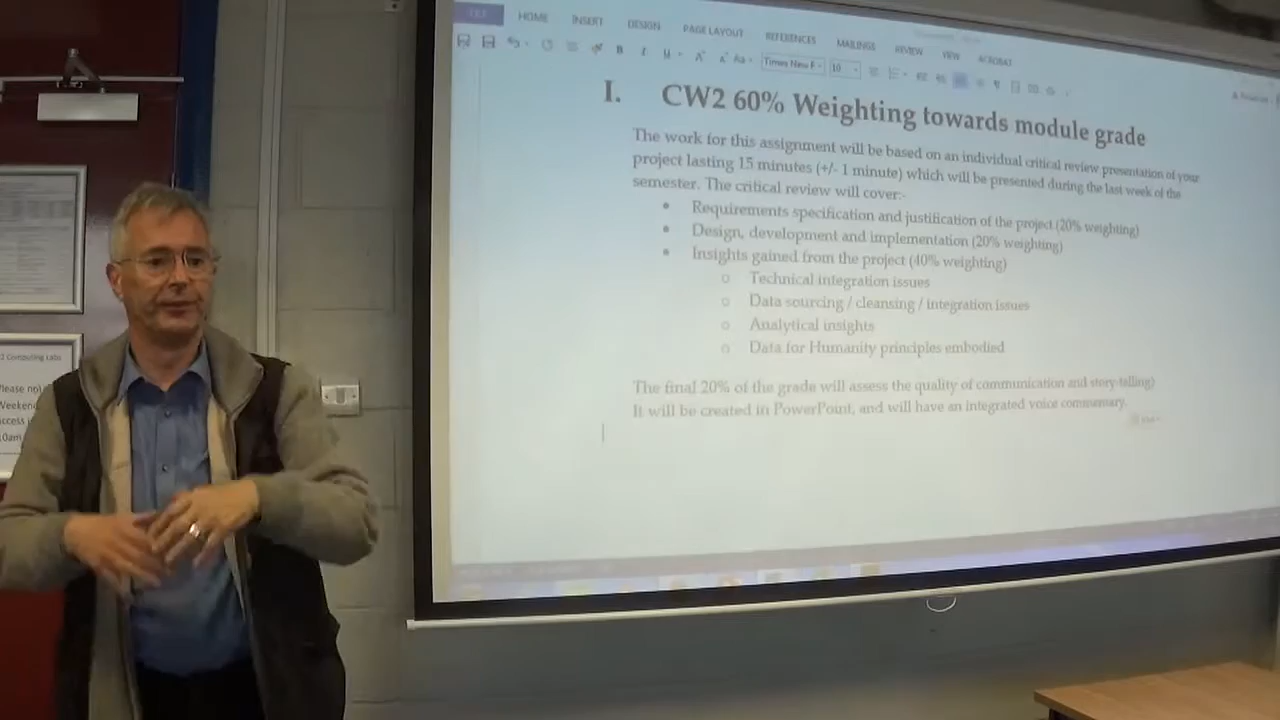 HOME INSERT DESIGN PAGE LAYOUT REFERENCES MAILINGS REVIEW VIEW ACROBAT
Times New 10
I. CW2 60% Weighting towards module grade
The work for this assignment will be based on an individual critical review presentation of your
project lasting 15 minutes (+/- 1 minute) which will be presented during the last week of the
semester. The critical review will cover:-
• Requirements specification and justification of the project (20% weighting)
• Design, development and implementation (20% weighting)
• Insights gained from the project (40% weighting)
o Technical integration issues
o Data sourcing / cleansing / integration issues
o Analytical insights
o Data for Humanity principles embodied
The final 20% of the grade will assess the quality of communication and story-telling)
It will be created in PowerPoint, and will have an integrated voice commentary.
Computing Labs
Please
Weekend
10am